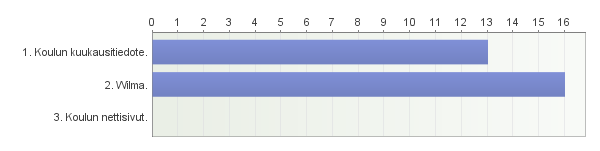 0 1 2 3 4 5 6 7 8 9 10 11 12 13 14 15 16
1. Koulun kuukausitiedote.
2. Wilma.
3. Koulun nettisivut.